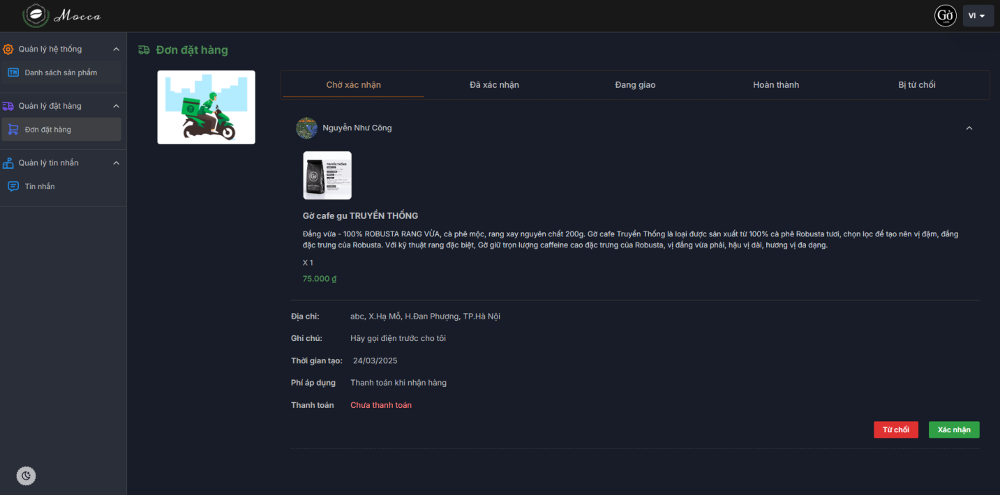 Mocca
Gờ
cafe
VI
Quản lý hệ thống
TM Danh sách sản phẩm
Quản lý đặt hàng
Đơn đặt hàng
Quản lý tin nhắn
Tin nhắn
Đơn đặt hàng
Chờ xác nhận Đã xác nhận Đang giao Hoàn thành Bị từ chối
Nguyễn Như Công
TRUYỀN THỐNG
Gờ
Gờ cafe gu TRUYỀN THỐNG
Đắng vừa - 100% ROBUSTA RANG VỪA, cà phê mộc, rang xay nguyên chất 200g. Gờ cafe Truyền Thống là loại được sản xuất từ 100% cà phê Robusta tươi, chọn lọc để tạo nên vị đậm, đắng
đặc trưng của Robusta. Với kỹ thuật rang đặc biệt, Gờ giữ trọn lượng caffeine cao đặc trưng của Robusta, vị đắng vừa phải, hậu vị dài, hương vị đa dạng.
X 1
75.000 ₫
Địa chỉ: abc, X.Hạ Mỗ, H.Đan Phượng, TP.Hà Nội
Ghi chú: Hãy gọi điện trước cho tôi
Thời gian tạo: 24/03/2025
Phí áp dụng Thanh toán khi nhận hàng
Thanh toán Chưa thanh toán
Từ chối Xác nhận